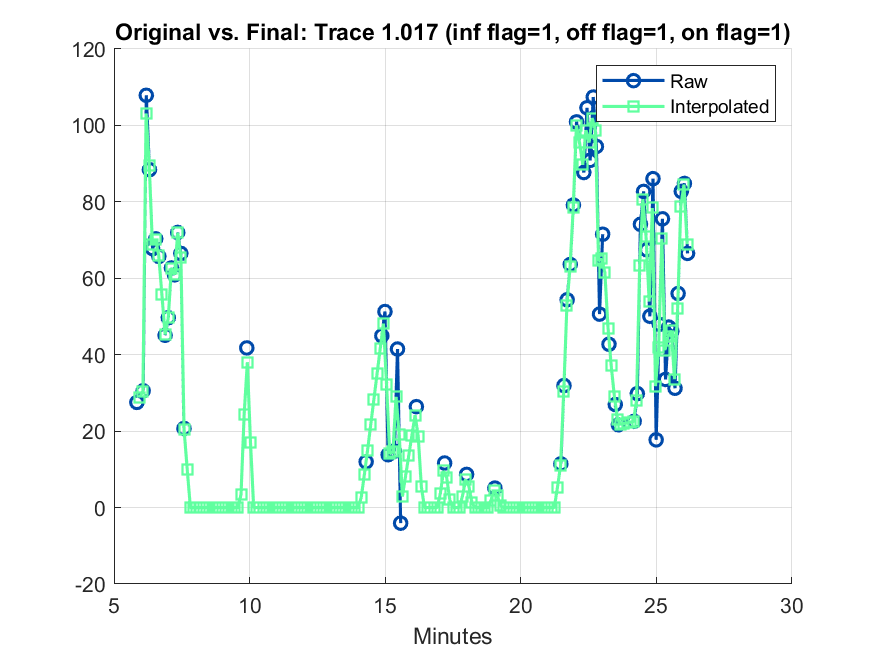 Original vs. Final: Trace 1.017 (inf flag=1, off flag=1, on flag=1)
120
100
80
60
40
20
0
-20
Raw
Interpolated
5 10 15 20 25 30
Minutes